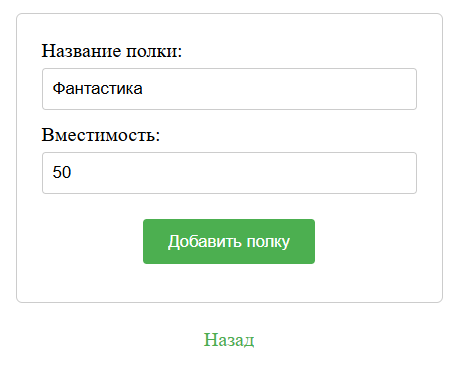 Название полки:
Фантастика
Вместимость:
50
Добавить полку
Назад